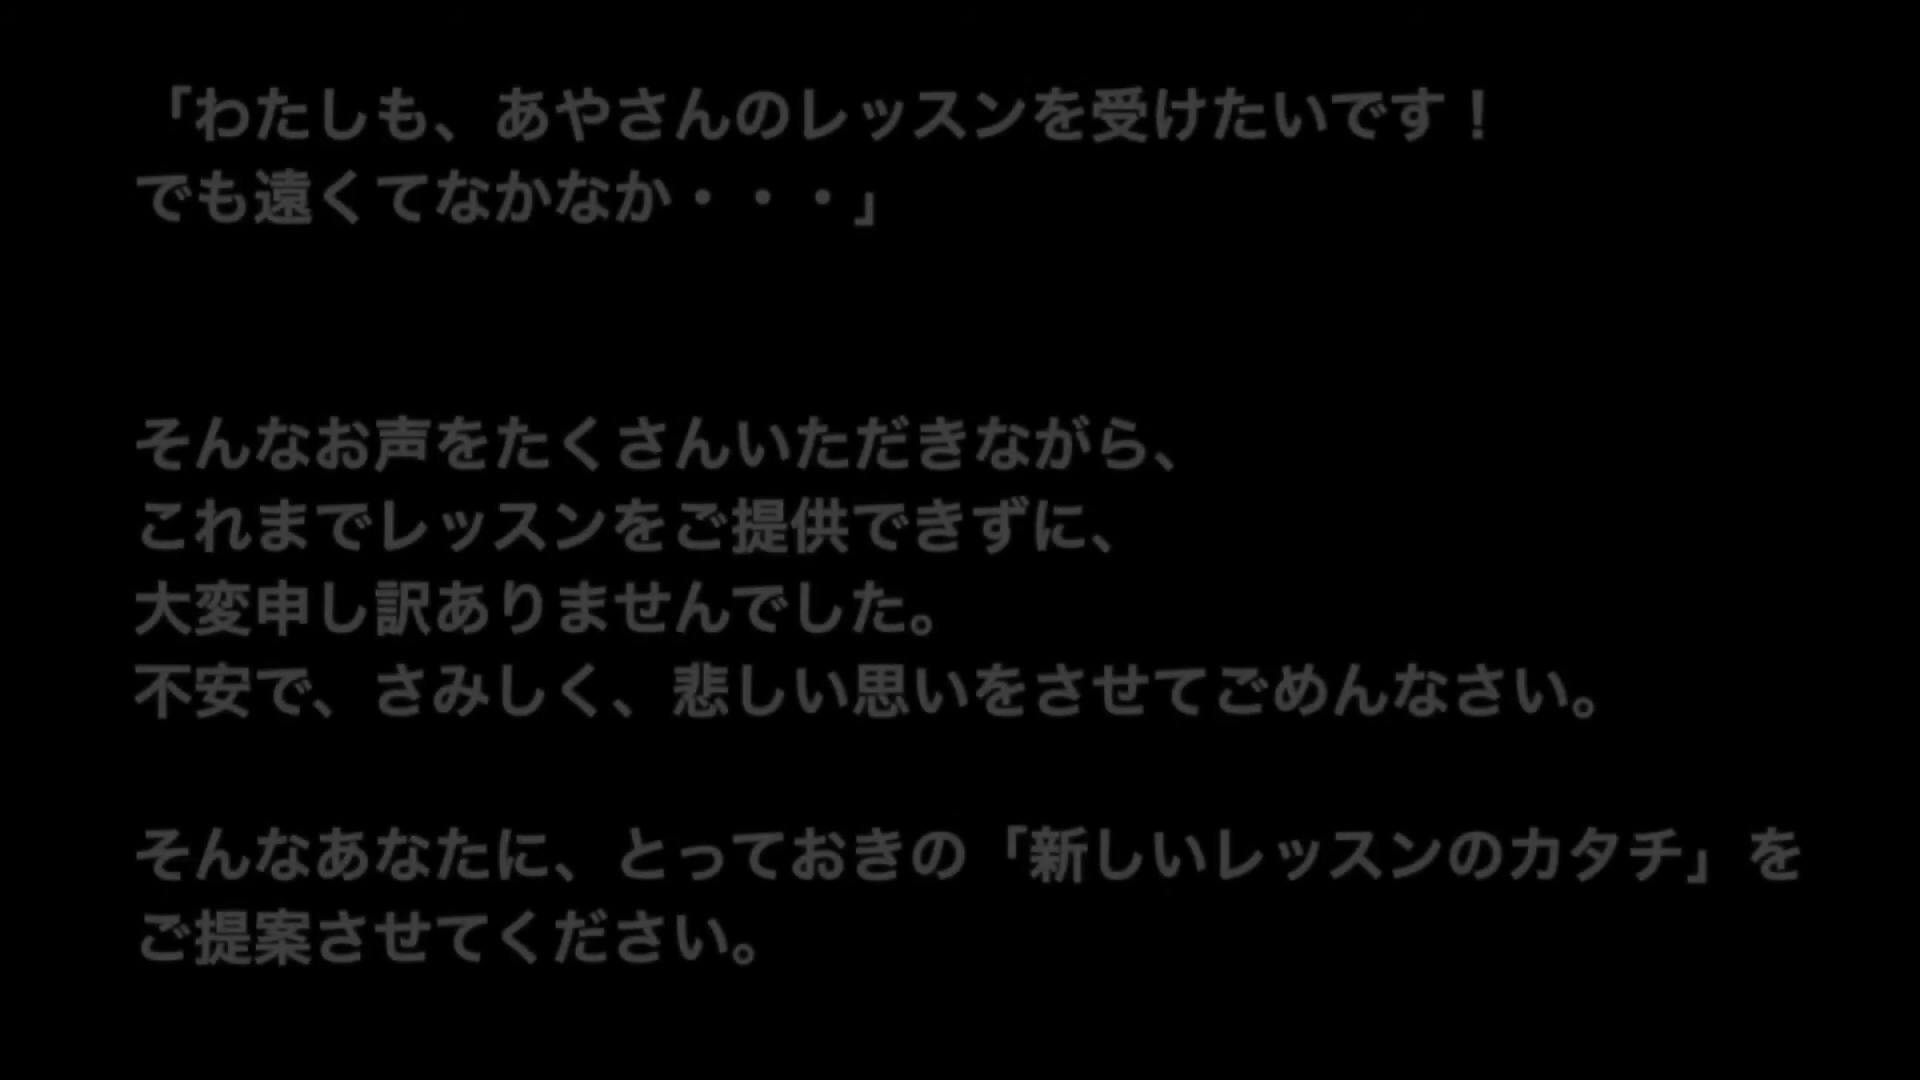 「わたしも、あやさんのレッスンを受けたいです！
でも遠くてなかなか・・・」
そんなお声をたくさんいただきながら、
これまでレッスンをご提供できずに、
大変申し訳ありませんでした。
不安で、さみしく、悲しい思いをさせてごめんなさい。
そんなあなたに、とっておきの「新しいレッスンのカタチ」を
ご提案させてください。